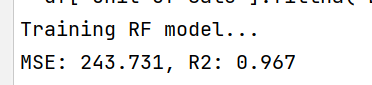 Training RF model...
MSE: 243.731, R2: 0.967